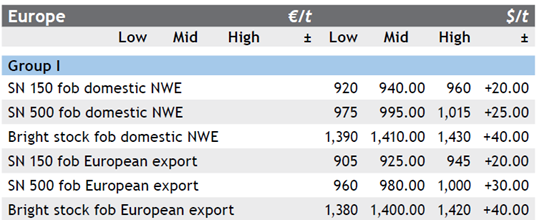 Europe €/t $/t
Low Mid High ± Low Mid High ±
Group I
SN 150 fob domestic NWE 920 940.00 960 +20.00
SN 500 fob domestic NWE 975 995.00 1,015 +25.00
Bright stock fob domestic NWE 1,390 1,410.00 1,430 +40.00
SN 150 fob European export 905 925.00 945 +20.00
SN 500 fob European export 960 980.00 1,000 +30.00
Bright stock fob European export 1,380 1,400.00 1,420 +40.00